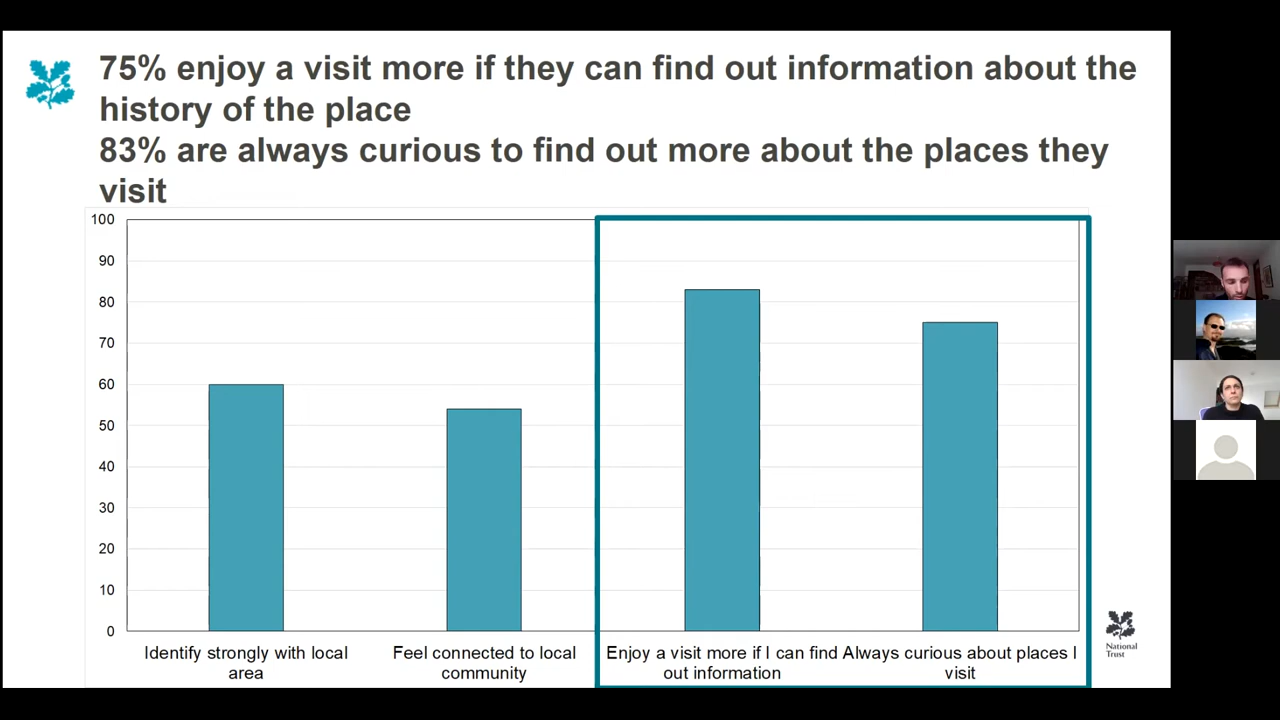 75% enjoy a visit more if they can find out information about the
history of the place
83% are always curious to find out more about the places they
visit
100
90
80
70
60
50
40
30
20
10
0
Identify strongly with local
area
Feel connected to local
community
Enjoy a visit more if I can find
out information
Always curious about places I
visit
National
Trust